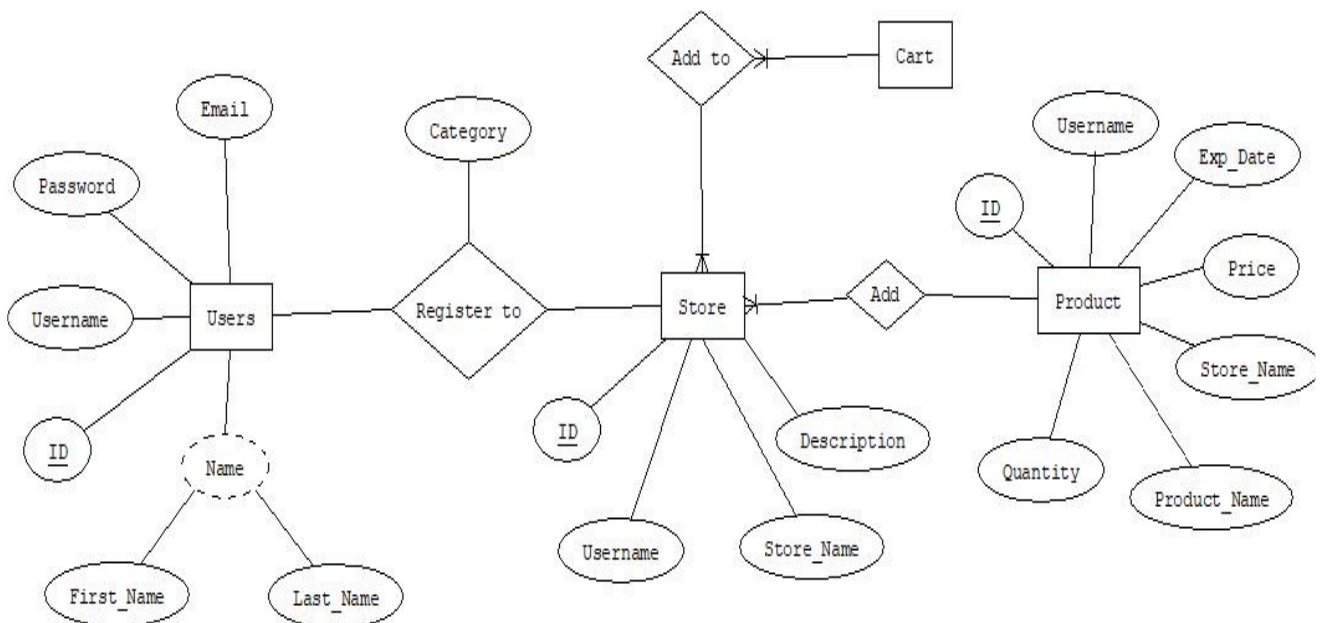 Add to
Cart
Email
Category
Username
Exp_Date
Password
ID
Price
Username
Users
Register to
Store
Add
Product
Store_Name
ID
Name
ID
Description
Quantity
Product_Name
Username
Store_Name
First_Name
Last_Name